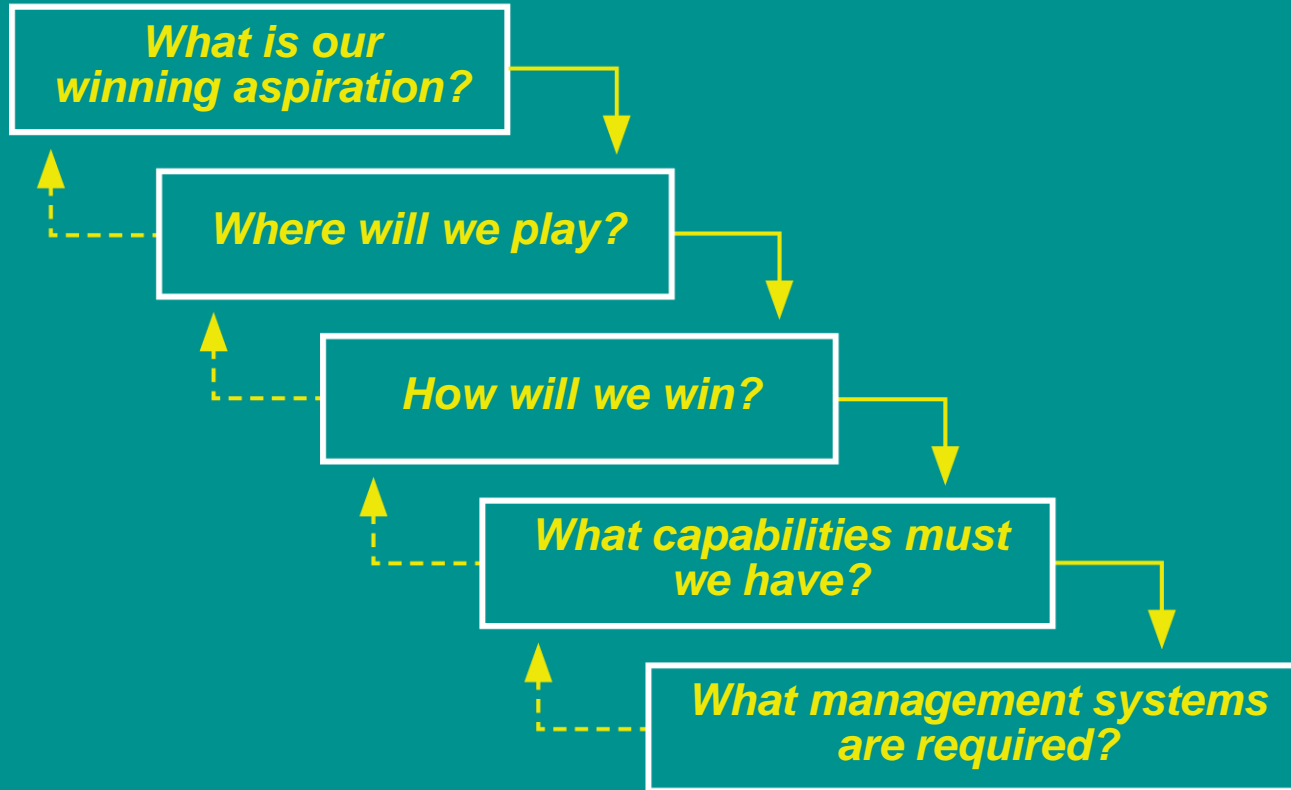 What is our
winning aspiration?
Where will we play?
How will we win?
What capabilities must
we have?
What management systems
are required?